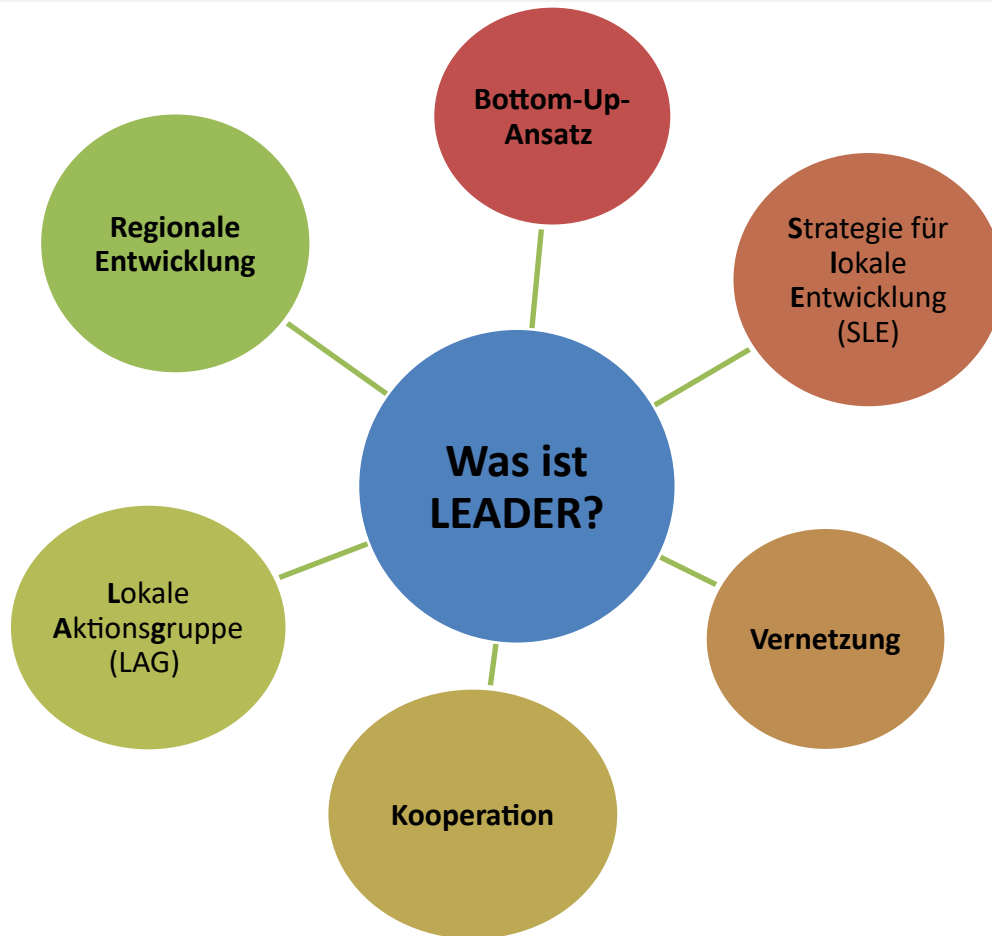 Bottom-Up-
Ansatz
Regionale
Entwicklung
Strategie für
lokale
Entwicklung
(SLE)
Was ist
LEADER?
Lokale
Aktionsgruppe
(LAG)
Vernetzung
Kooperation